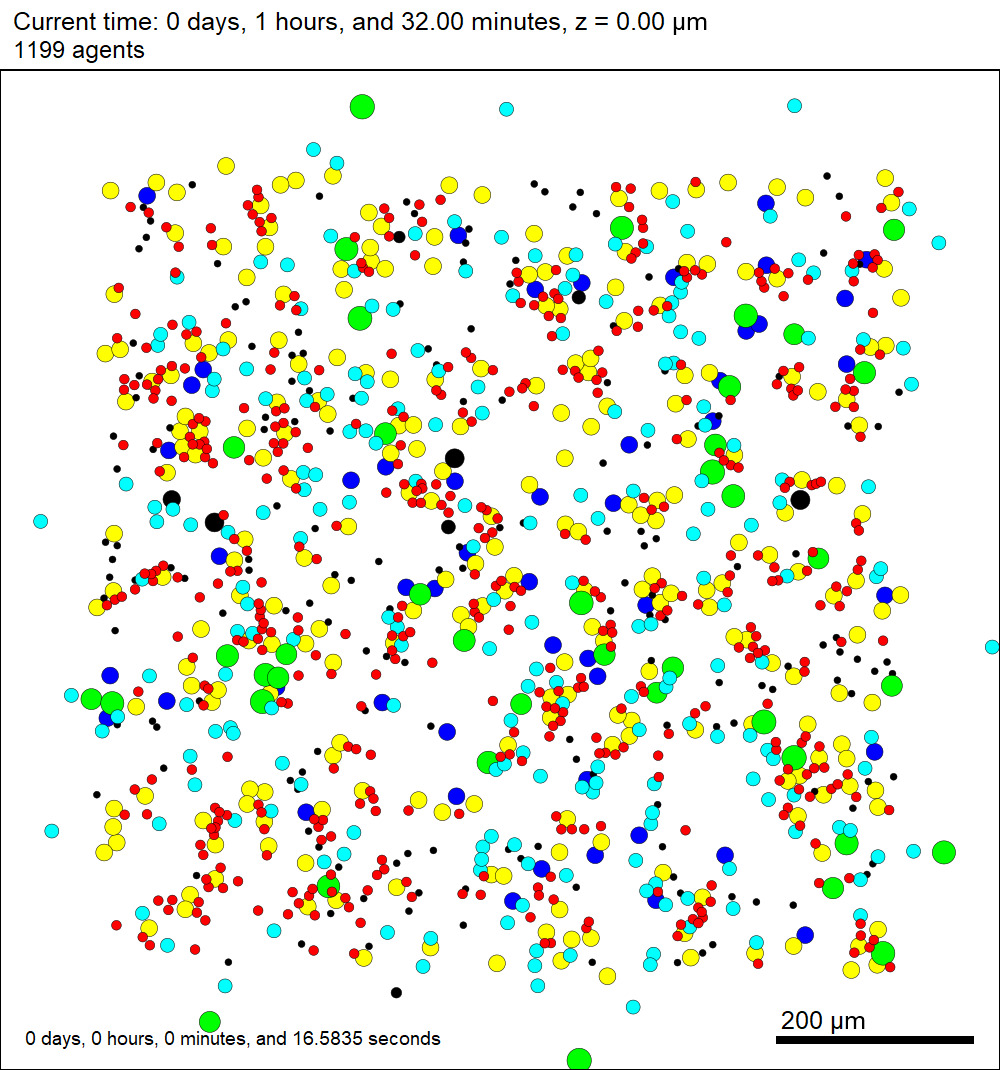 Current time: 0 days, 1 hours, and 32.00 minutes, z = 0.00 μm
1199 agents
200 μm
0 days, 0 hours, 0 minutes, and 16.5835 seconds